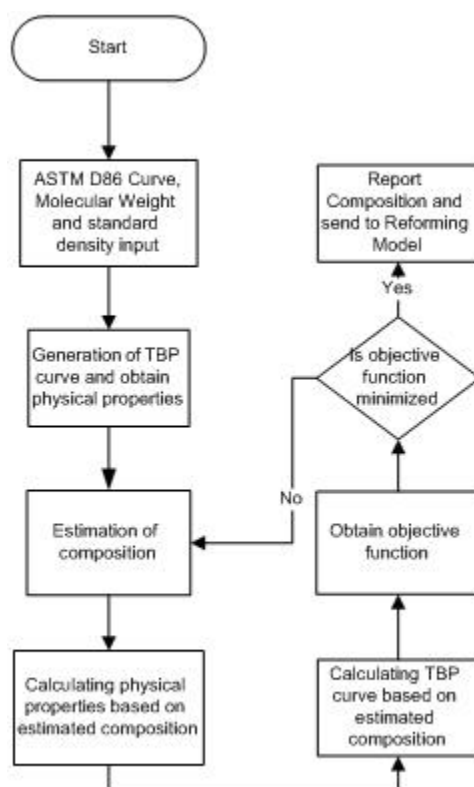 Start
ASTM D86 Curve,
Molecular Weight
and standard
density input
Generation of TBP
curve and obtain
physical properties
Estimation of
composition
Calculating physical
properties based on
estimated composition
Calculating TBP
curve based on
estimated
composition
Obtain objective
function
Is objective
function
minimized
No
Yes
Report
Composition and
send to Reforming
Model